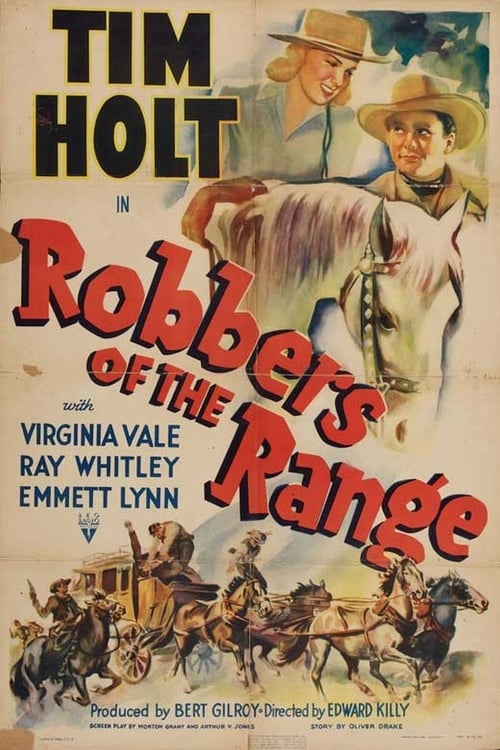 TIM
HOLT
IN
Robbers
OF THE
Range
with
VIRGINIA VALE
RAY WHITLEY
EMMETT LYNN
RKO
RADIO
Produced by BERT GILROY · Directed by EDWARD KILLY
SCREEN PLAY BY MORTON GRANT AND ARTHUR V. JONES STORY BY OLIVER DRAKE